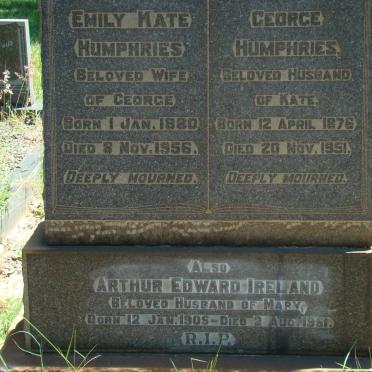 EMILY KATE
HUMPHRIES
BELOVED WIFE
OF GEORGE
BORN 1 JAN. 1880
DIED 8 NOV. 1956.
DEEPLY MOURNED.
GEORGE
HUMPHRIES,
BELOVED HUSBAND
OF KATE.
BORN 12 APRIL 1876
DIED 20 NOV. 1951.
DEEPLY MOURNED.
ALSO
ARTHUR EDWARD IRELAND
BELOVED HUSBAND OF MARY,
BORN 12 JAN. 1905 - DIED 2 AUG. 1951.
R.I.P.